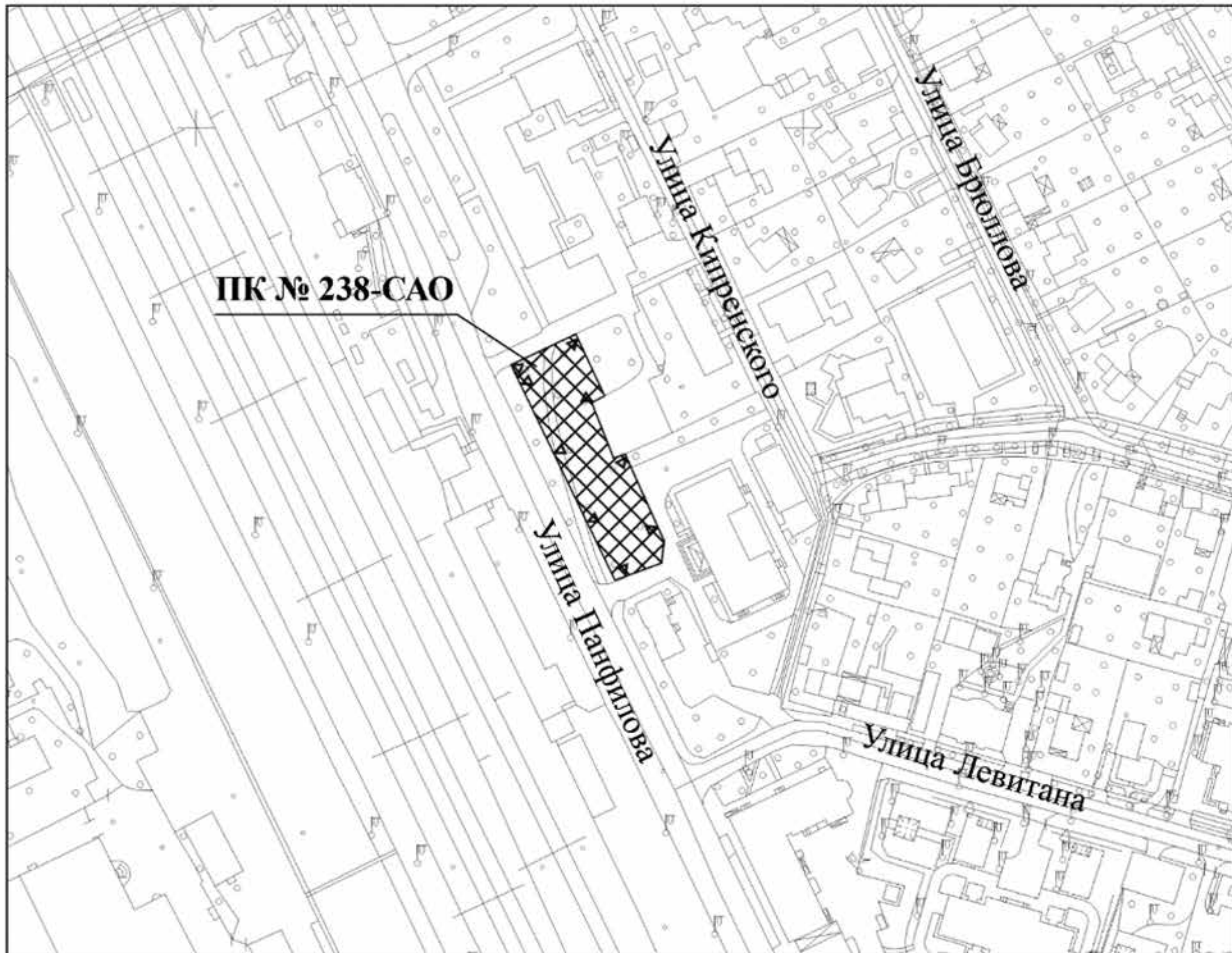 Улица Брюллова
Улица Кипренского
ПК № 238-САО
Улица Панфилова
Улица Левитана